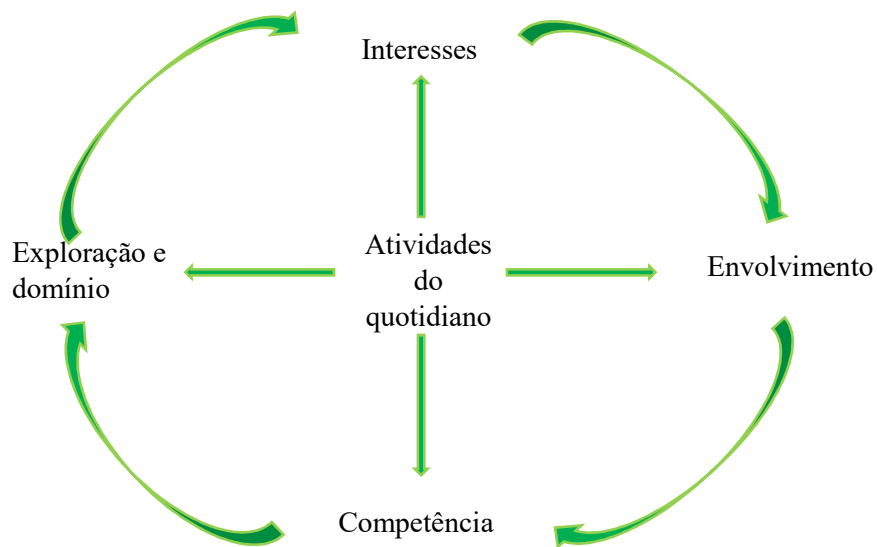 Interesses
Exploração e
domínio
Atividades
do
quotidiano
Envolvimento
Competência